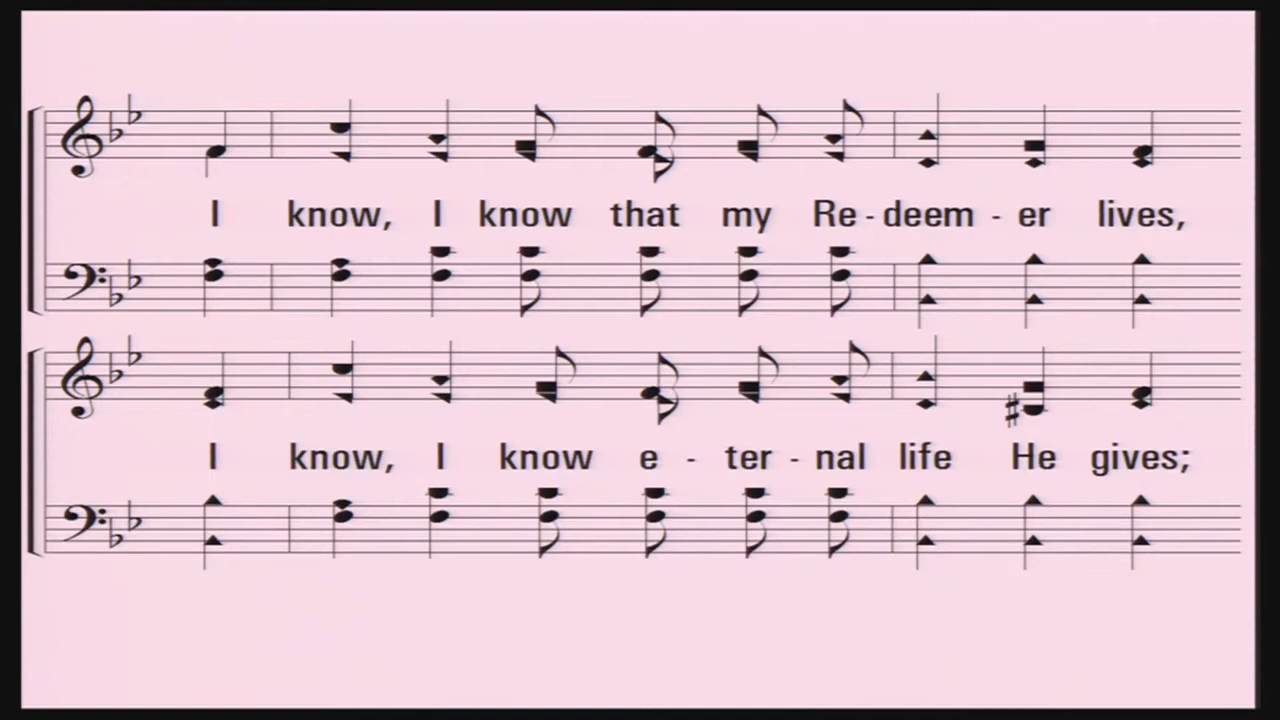 I know, I know that my Re - deem - er lives,
I know, I know e - ter - nal life He gives;